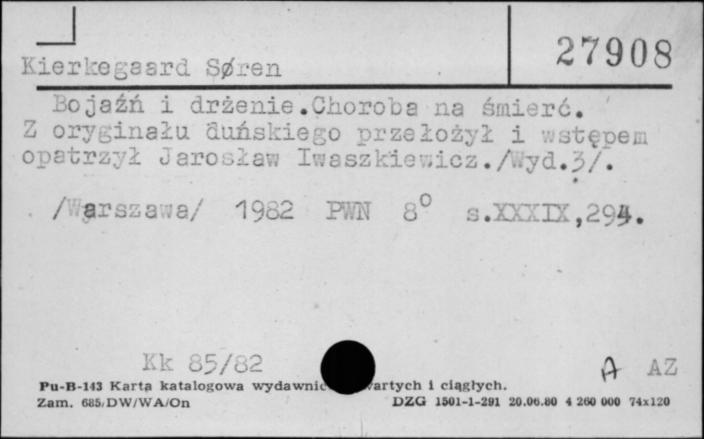 27908
Kierkegaard Søren
Bojaźń i drżenie.Choroba na śmierć.
Z oryginału duńskiego przełożył i wstępem
opatrzył Jarosław Iwaszkiewicz./Wyd.3/.
/Warszawa/ 1982 PWN 8° s.XXXIX,294.
Kk 85/82
A AZ
Pu-B-143 Karta katalogowa wydawnic artych i ciągłych.
Zam. 685/DW/WA/On DZG 1501-1-291 20.06.80 4 260 000 74x120